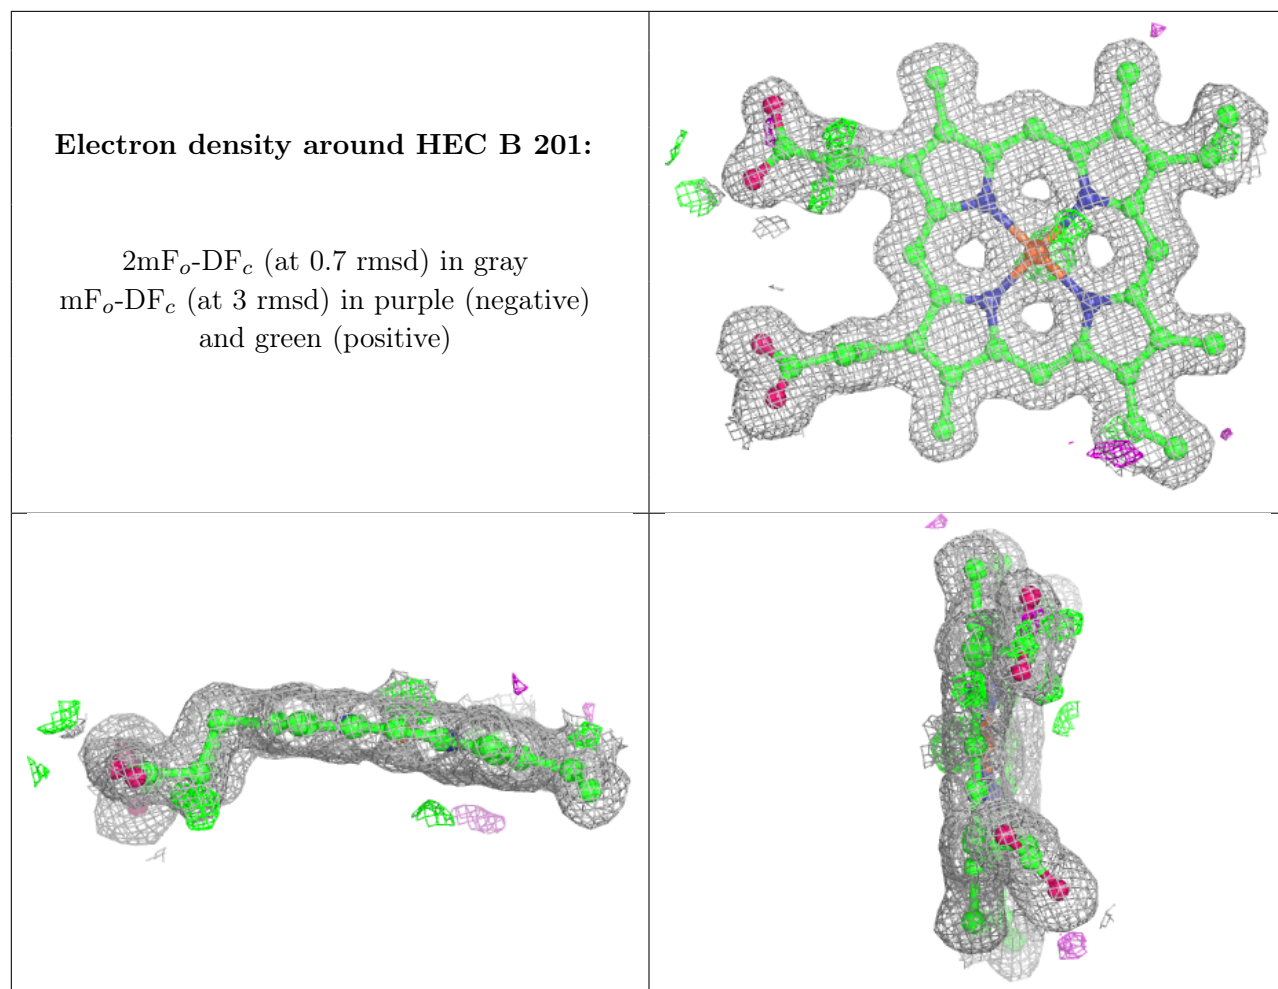 Electron density around HEC B 201:
2mFo-DFc (at 0.7 rmsd) in gray
mFo-DFc (at 3 rmsd) in purple (negative)
and green (positive)